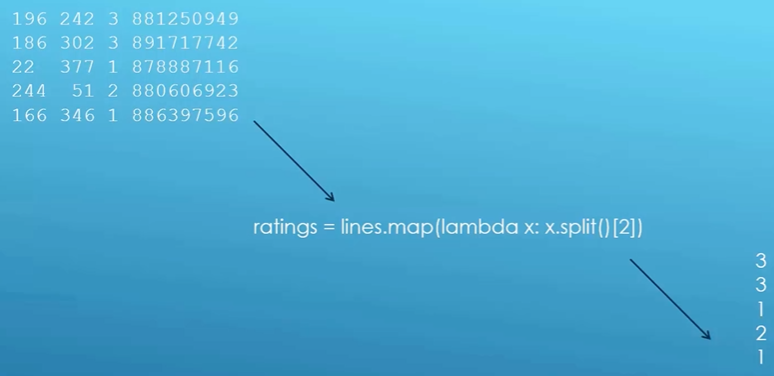 196 242 3 881250949
186 302 3 891717742
22 377 1 878887116
244 51 2 880606923
166 346 1 886397596
ratings = lines.map(lambda x: x.split()[2])
3
3
1
2
1